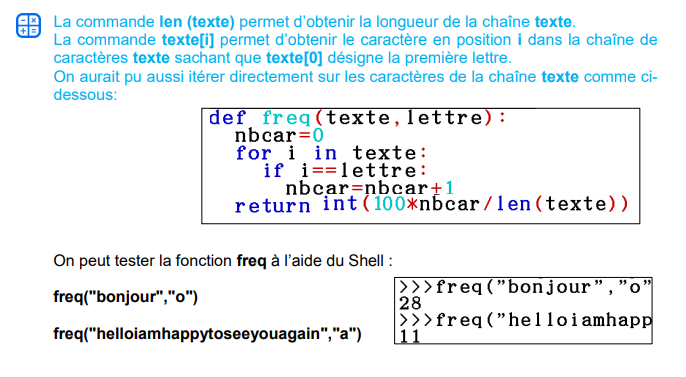 La commande len (texte) permet d'obtenir la longueur de la chaîne texte.
La commande texte[i] permet d'obtenir le caractère en position i dans la chaîne de
caractères texte sachant que texte[0] désigne la première lettre.
On aurait pu aussi itérer directement sur les caractères de la chaîne texte comme ci-
dessous:
def freq(texte,lettre):
  nbcar=0
  for i in texte:
    if i==lettre:
      nbcar=nbcar+1
  return int(100*nbcar/len(texte))
On peut tester la fonction freq à l'aide du Shell :
freq("bonjour","o")
freq("helloiamhappytoseeyouagain","a")
>>>freq("bonjour","o"
28
>>>freq("helloiamhapp
11